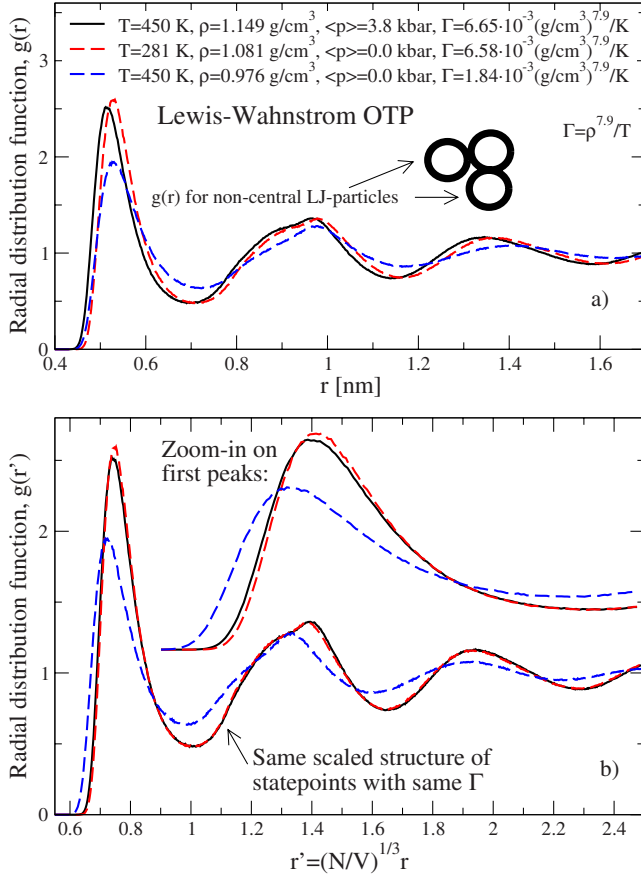 T=450 K, ρ=1.149 g/cm³, <p>=3.8 kbar, Γ=6.65·10⁻³(g/cm³)⁷·⁹/K
T=281 K, ρ=1.081 g/cm³, <p>=0.0 kbar, Γ=6.58·10⁻³(g/cm³)⁷·⁹/K
T=450 K, ρ=0.976 g/cm³, <p>=0.0 kbar, Γ=1.84·10⁻³(g/cm³)⁷·⁹/K
Lewis-Wahnstrom OTP
Γ=ρ⁷·⁹/T
g(r) for non-central LJ-particles
Radial distribution function, g(r)
3
2
1
0
a)
0.4 0.6 0.8 1 1.2 1.4 1.6
r [nm]
Zoom-in on
first peaks:
Radial distribution function, g(r')
2
1
0
Same scaled structure of
statepoints with same Γ
b)
0.6 0.8 1 1.2 1.4 1.6 1.8 2 2.2 2.4
r'=(N/V)¹/³r